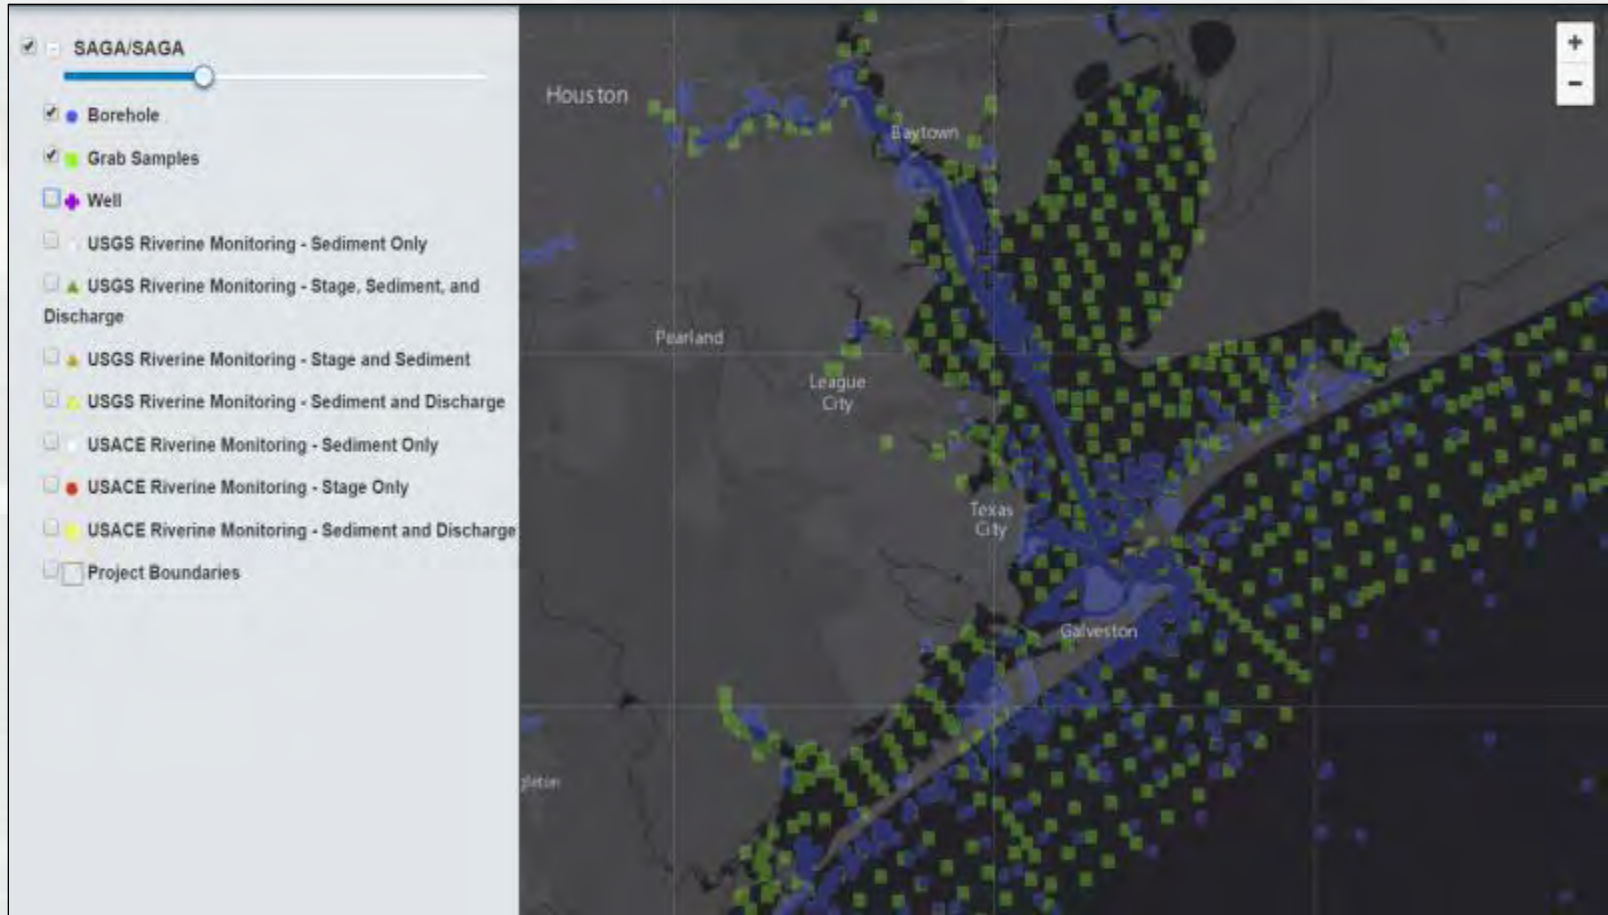 SAGA/SAGA
Borehole
Grab Samples
Well
USGS Riverine Monitoring - Sediment Only
USGS Riverine Monitoring - Stage, Sediment, and
Discharge
USGS Riverine Monitoring - Stage and Sediment
USGS Riverine Monitoring - Sediment and Discharge
USACE Riverine Monitoring - Sediment Only
USACE Riverine Monitoring - Stage Only
USACE Riverine Monitoring - Sediment and Discharge
Project Boundaries
+
−
Houston
Baytown
Pearland
League
City
Texas
City
Galveston